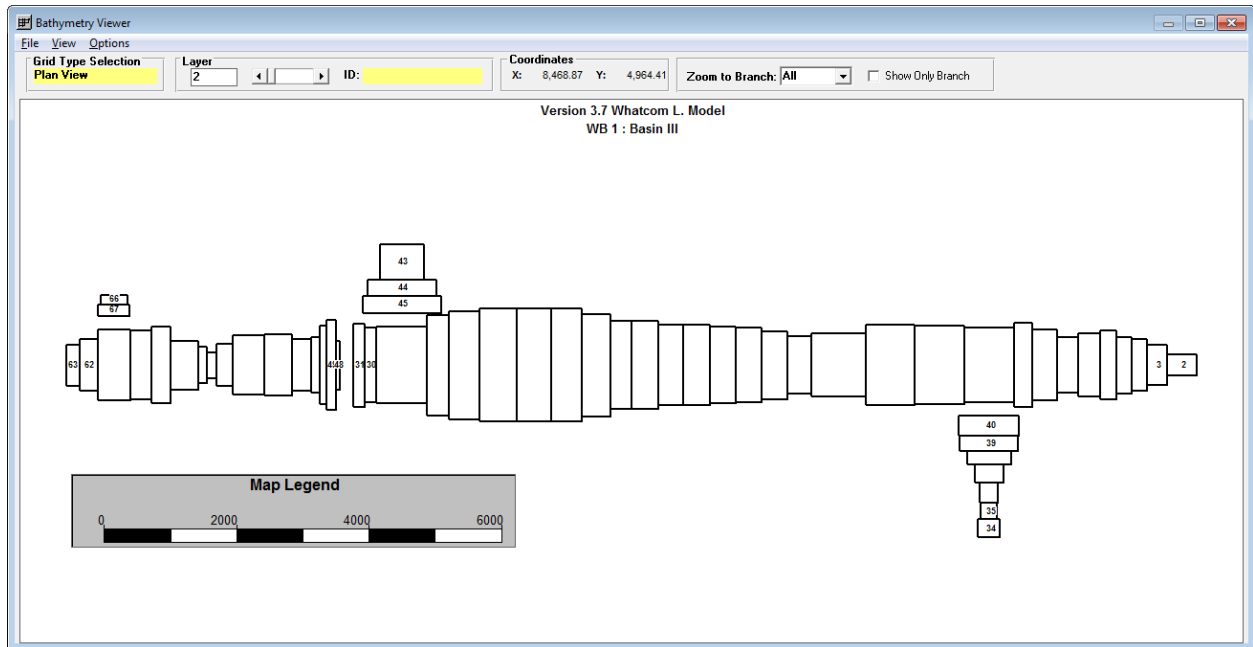 Bathymetry Viewer
File View Options
Grid Type Selection
Plan View
Layer
2
ID:
Coordinates
X: 8,468.87 Y: 4,964.41
Zoom to Branch: All
Show Only Branch
Version 3.7 Whatcom L. Model
WB 1 : Basin III
43
44
45
66
67
63 62 48 31 30 3 2
40
39
35
34
Map Legend
0 2000 4000 6000